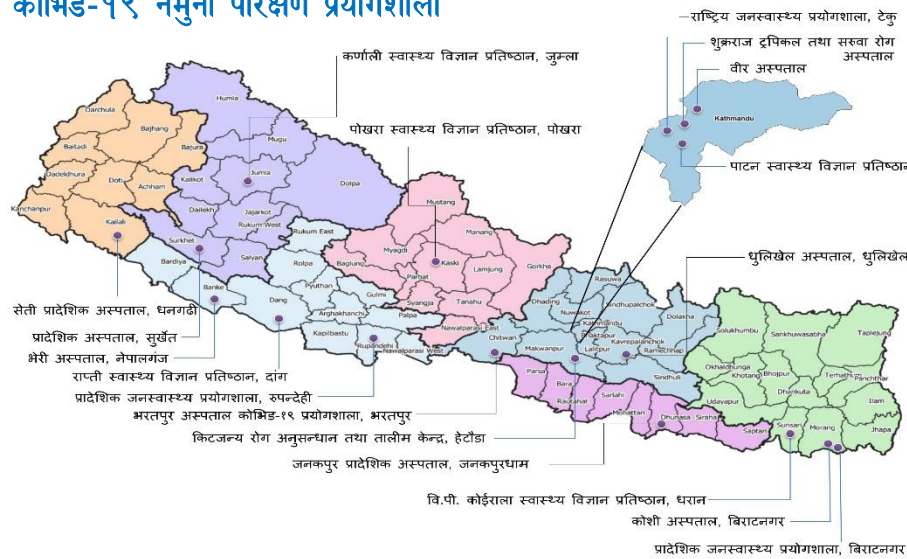 कोभिड-१९ नमुना परिक्षण प्रयोगशाला
राष्ट्रिय जनस्वास्थ्य प्रयोगशाला, टेकु
शुक्रराज ट्रपिकल तथा सरुवा रोग
अस्पताल
वीर अस्पताल
Kathmandu
पाटन स्वास्थ्य विज्ञान प्रतिष्ठान
कर्णाली स्वास्थ्य विज्ञान प्रतिष्ठान, जुम्ला
पोखरा स्वास्थ्य विज्ञान प्रतिष्ठान, पोखरा
धुलिखेल अस्पताल, धुलिखेल
Humla
Darchula
Bajhang
Mugu
Baitadi
Bajura
Dadeldhura
Doti
Achham
Kalikot
Jumla
Dolpa
Kanchanpur
Kailali
Dailekh
Jajarkot
Rukum West
Mustang
Surkhet
Salyan
Rukum East
Manang
Bardiya
Rolpa
Myagdi
Banke
Pyuthan
Baglung
Parbat
Kaski
Lamjung
Gorkha
Dang
Gulmi
Syangja
Tanahu
Arghakhanchi
Palpa
Kapilbastu
Rupandehi
Nawalparasi West
Nawalparasi East
Rasuwa
Dhading
Sindhupalchok
Nuwakot
Dolakha
Kathmandu
Bhaktapur
Chitwan
Makwanpur
Lalitpur
Kavrepalanchok
Ramechhap
Sindhuli
Parsa
Bara
Rautahat
Sarlahi
Mohattari
Dhunasa
Siraha
Saptari
Solukhumbu
Sankhuwasabha
Taplejung
Okhaldhunga
Khotang
Bhojpur
Terhathum
Panchthar
Udayapur
Dhankuta
Ilam
Sunsari
Morang
Jhapa
सेती प्रादेशिक अस्पताल, धनगढी
प्रादेशिक अस्पताल, सुर्खेत
भेरी अस्पताल, नेपालगंज
राप्ती स्वास्थ्य विज्ञान प्रतिष्ठान, दांग
प्रादेशिक जनस्वास्थ्य प्रयोगशाला, रुपन्देही
भरतपुर अस्पताल कोभिड-१९ प्रयोगशाला, भरतपुर
किटजन्य रोग अनुसन्धान तथा तालीम केन्द्र, हेटौडा
जनकपुर प्रादेशिक अस्पताल, जनकपुरधाम
वि.पी. कोईराला स्वास्थ्य विज्ञान प्रतिष्ठान, धरान
कोशी अस्पताल, बिराटनगर
प्रादेशिक जनस्वास्थ्य प्रयोगशाला, बिराटनगर